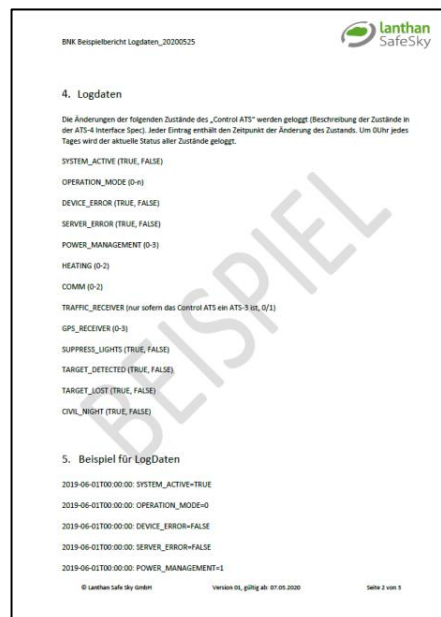 BNK Beispielbericht Logdaten_20200525
lanthan
SafeSky
4. Logdaten
Die Änderungen der folgenden Zustände des „Control ATS" werden geloggt (Beschreibung der Zustände in
der ATS-4 Interface Spec). Jeder Eintrag enthält den Zeitpunkt der Änderung des Zustands. Um 0Uhr jedes
Tages wird der aktuelle Status aller Zustände geloggt.
SYSTEM_ACTIVE (TRUE, FALSE)
OPERATION_MODE (0-n)
DEVICE_ERROR (TRUE, FALSE)
SERVER_ERROR (TRUE, FALSE)
POWER_MANAGEMENT (0-3)
HEATING (0-2)
COMM (0-2)
TRAFFIC_RECEIVER (nur sofern das Control ATS ein ATS-3 ist, 0/1)
GPS_RECEIVER (0-3)
SUPPRESS_LIGHTS (TRUE, FALSE)
TARGET_DETECTED (TRUE, FALSE)
TARGET_LOST (TRUE, FALSE)
CIVIL_NIGHT (TRUE, FALSE)
BEISPIEL
5. Beispiel für LogDaten
2019-06-01T00:00:00: SYSTEM_ACTIVE=TRUE
2019-06-01T00:00:00: OPERATION_MODE=0
2019-06-01T00:00:00: DEVICE_ERROR=FALSE
2019-06-01T00:00:00: SERVER_ERROR=FALSE
2019-06-01T00:00:00: POWER_MANAGEMENT=1
© Lanthan Safe Sky GmbH Version 01, gültig ab: 07.05.2020 Seite 2 von 3